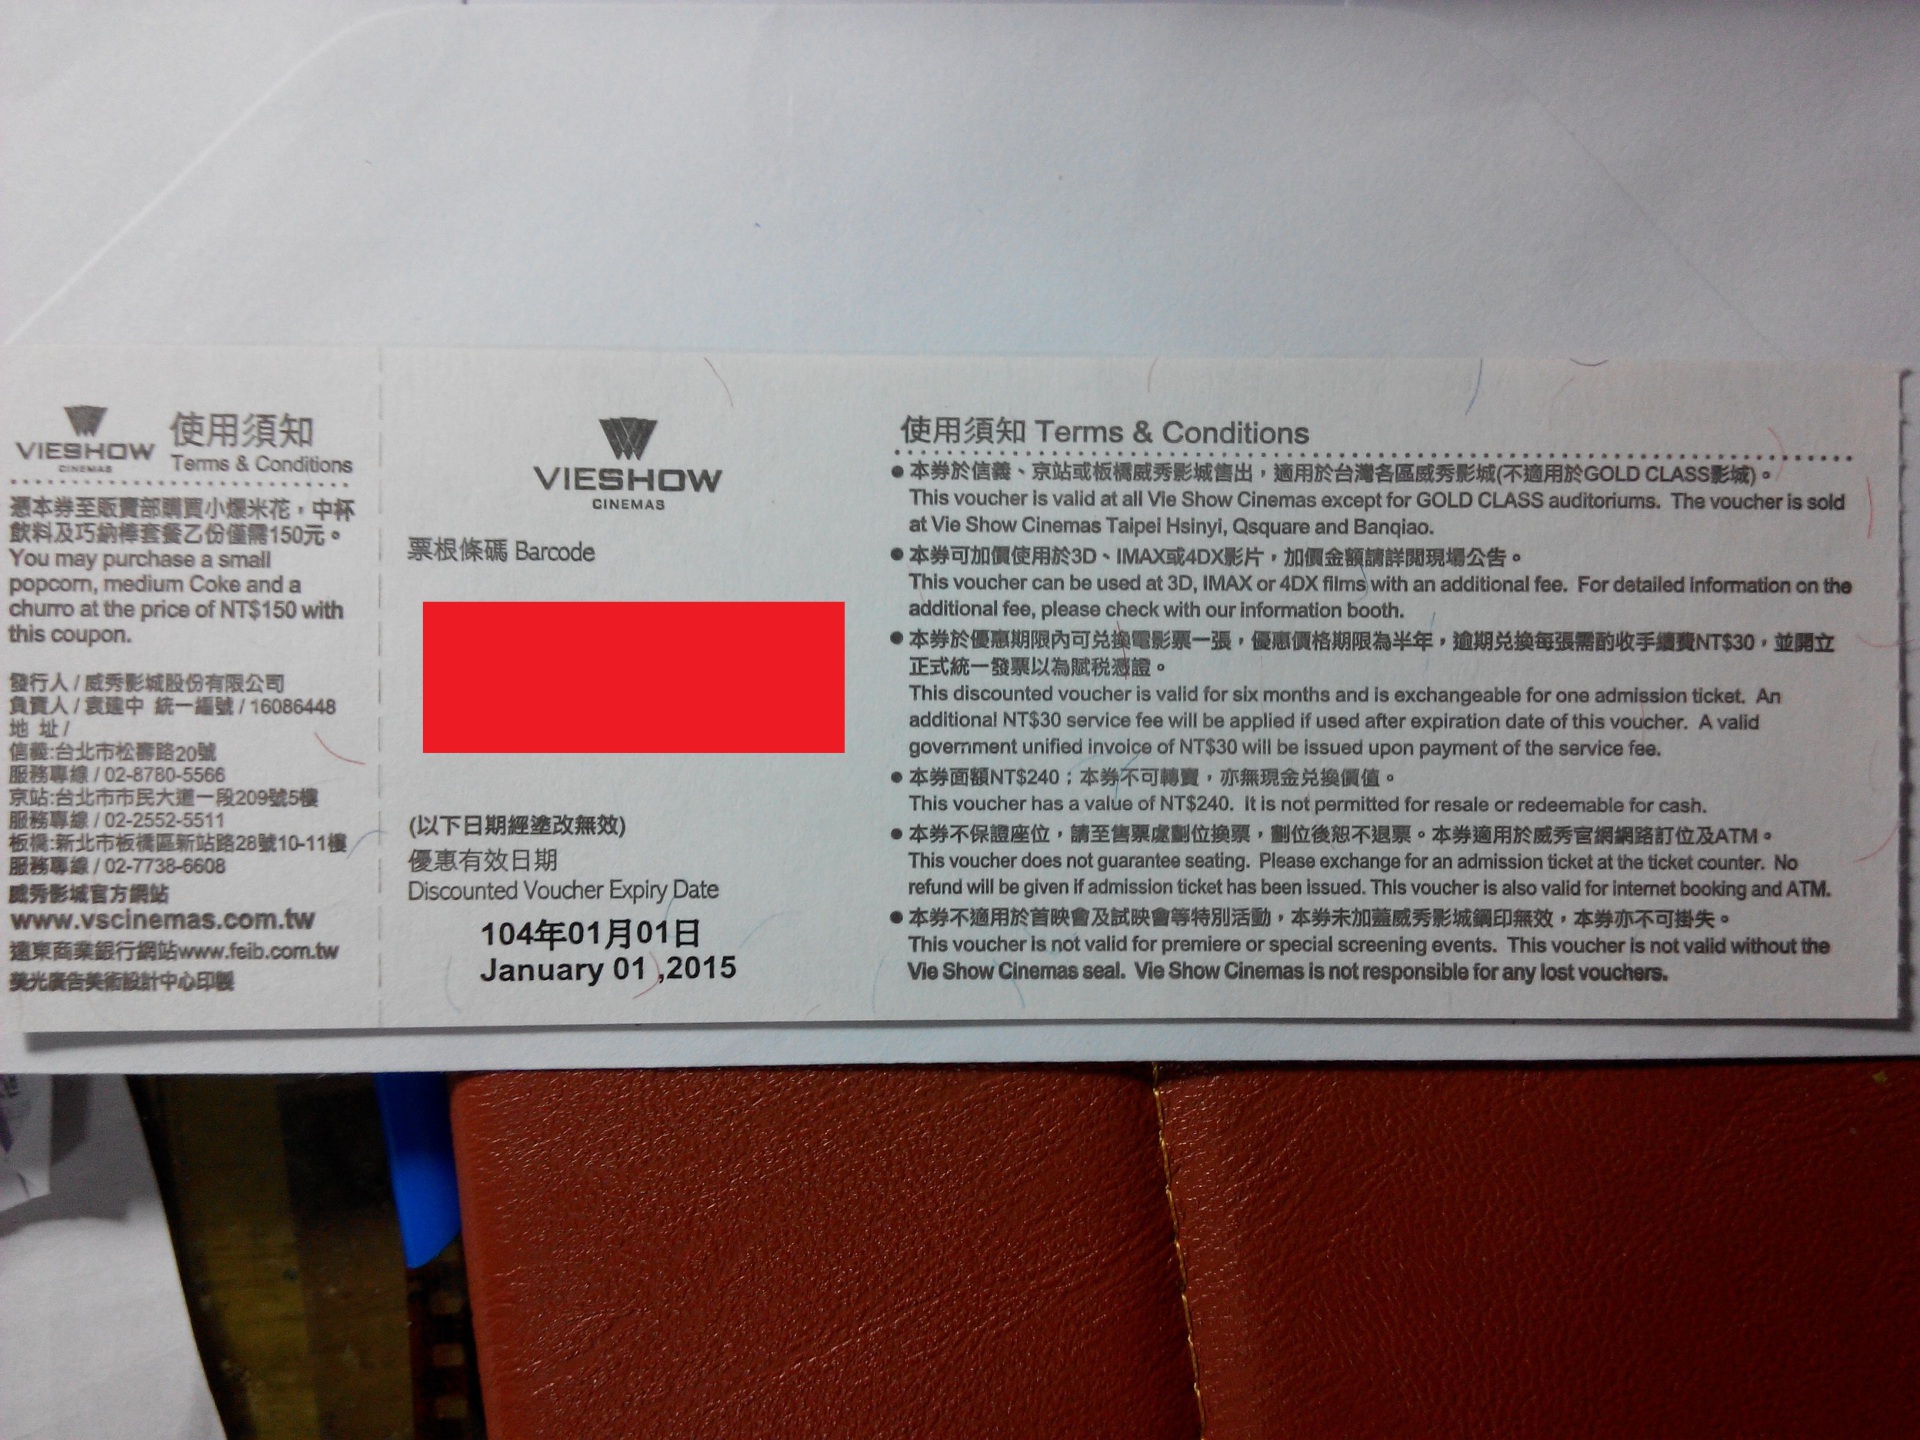 VIESHOW
CINEMAS
使用須知
Terms & Conditions
憑本券至販賣部購買小爆米花，中杯
飲料及巧納棒套餐乙份僅需150元。
You may purchase a small
popcorn, medium Coke and a
churro at the price of NT$150 with
this coupon.
發行人 / 威秀影城股份有限公司
負責人 / 袁建中 統一編號 / 16086448
地 址 /
信義:台北市松壽路20號
服務專線 / 02-8780-5566
京站:台北市市民大道一段209號5樓
服務專線 / 02-2552-5511
板橋:新北市板橋區新站路28號10-11樓
服務專線 / 02-7738-6608
威秀影城官方網站
www.vscinemas.com.tw
遠東商業銀行網站www.feib.com.tw
美光廣告美術設計中心印製
VIESHOW
CINEMAS
票根條碼 Barcode
(以下日期經塗改無效)
優惠有效日期
Discounted Voucher Expiry Date
104年01月01日
January 01 ,2015
使用須知 Terms & Conditions
●本券於信義、京站或板橋威秀影城售出，適用於台灣各區威秀影城(不適用於GOLD CLASS影城)。
This voucher is valid at all Vie Show Cinemas except for GOLD CLASS auditoriums. The voucher is sold
at Vie Show Cinemas Taipei Hsinyi, Qsquare and Banqiao.
●本券可加價使用於3D、IMAX或4DX影片，加價金額請詳閱現場公告。
This voucher can be used at 3D, IMAX or 4DX films with an additional fee. For detailed information on the
additional fee, please check with our information booth.
●本券於優惠期限內可兌換電影票一張，優惠價格期限為半年，逾期兌換每張需酌收手續費NT$30，並開立
正式統一發票以為賦稅憑證。
This discounted voucher is valid for six months and is exchangeable for one admission ticket. An
additional NT$30 service fee will be applied if used after expiration date of this voucher. A valid
government unified invoice of NT$30 will be issued upon payment of the service fee.
●本券面額NT$240；本券不可轉賣，亦無現金兌換價值。
This voucher has a value of NT$240. It is not permitted for resale or redeemable for cash.
●本券不保證座位，請至售票處劃位換票，劃位後恕不退票。本券適用於威秀官網網路訂位及ATM。
This voucher does not guarantee seating. Please exchange for an admission ticket at the ticket counter. No
refund will be given if admission ticket has been issued. This voucher is also valid for internet booking and ATM.
●本券不適用於首映會及試映會等特別活動，本券未加蓋威秀影城鋼印無效，本券亦不可掛失。
This voucher is not valid for premiere or special screening events. This voucher is not valid without the
Vie Show Cinemas seal. Vie Show Cinemas is not responsible for any lost vouchers.